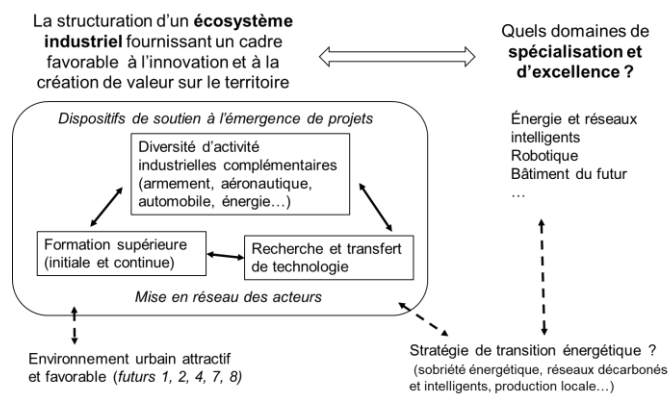 La structuration d'un écosystème
industriel fournissant un cadre
favorable à l'innovation et à la
création de valeur sur le territoire
Quels domaines de
spécialisation et
d'excellence ?
Dispositifs de soutien à l'émergence de projets
Diversité d'activité
industrielles complémentaires
(armement, aéronautique,
automobile, énergie…)
Formation supérieure
(initiale et continue)
Recherche et transfert
de technologie
Mise en réseau des acteurs
Énergie et réseaux
intelligents
Robotique
Bâtiment du futur
…
Environnement urbain attractif
et favorable (futurs 1, 2, 4, 7, 8)
Stratégie de transition énergétique ?
(sobriété énergétique, réseaux décarbonés
et intelligents, production locale…)